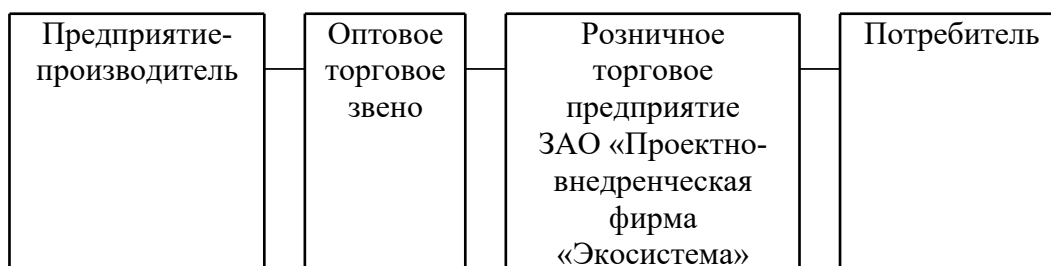 Предприятие-
производитель
Оптовое
торговое
звено
Розничное
торговое
предприятие
ЗАО «Проектно-
внедренческая
фирма
«Экосистема»
Потребитель